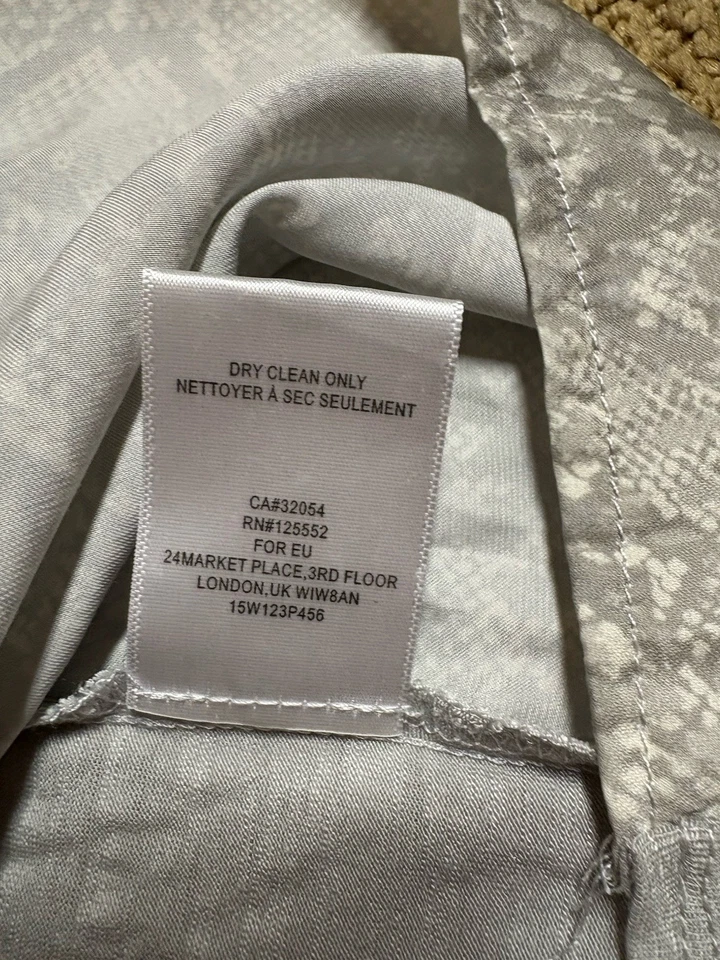 DRY CLEAN ONLY
NETTOYER À SEC SEULEMENT
CA#32054
RN#125552
FOR EU
24MARKET PLACE,3RD FLOOR
LONDON,UK WIW8AN
15W123P456